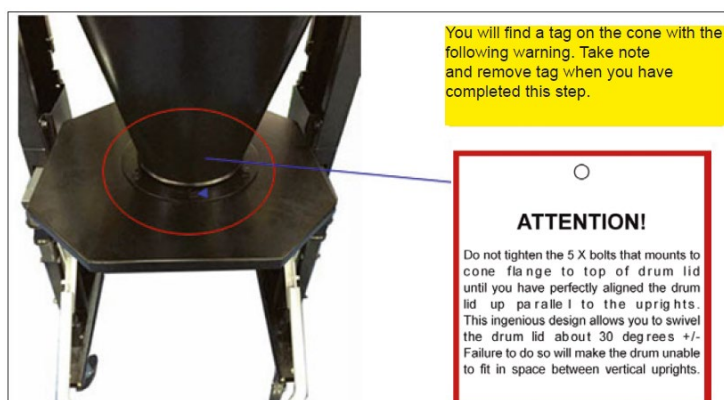 You will find a tag on the cone with the
following warning. Take note
and remove tag when you have
completed this step.
ATTENTION!
Do not tighten the 5 X bolts that mounts to
cone flange to top of drum lid
until you have perfectly aligned the drum
lid up paralle l to the uprights.
This ingenious design allows you to swivel
the drum lid about 30 degrees +/-
Failure to do so will make the drum unable
to fit in space between vertical uprights.